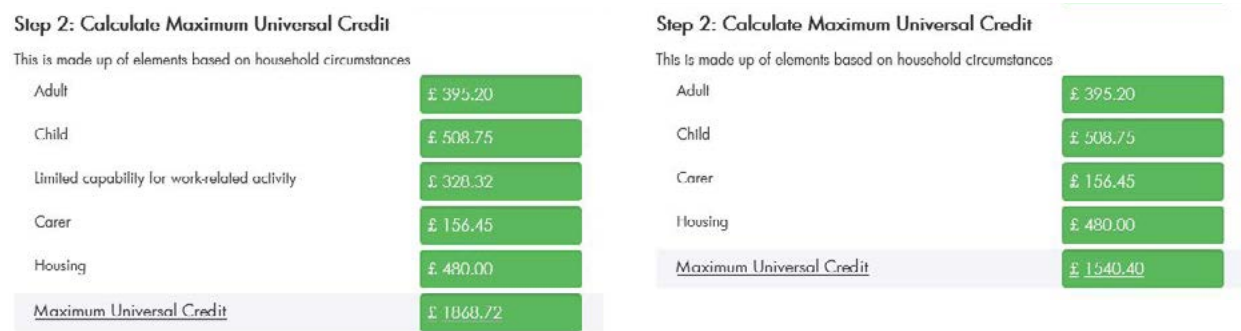 Step 2: Calculate Maximum Universal Credit
This is made up of elements based on household circumstances
Adult £ 395.20
Child £ 508.75
Limited capability for work-related activity £ 328.32
Carer £ 156.45
Housing £ 480.00
Maximum Universal Credit £ 1868.72
Step 2: Calculate Maximum Universal Credit
This is made up of elements based on household circumstances
Adult £ 395.20
Child £ 508.75
Carer £ 156.45
Housing £ 480.00
Maximum Universal Credit £ 1540.40